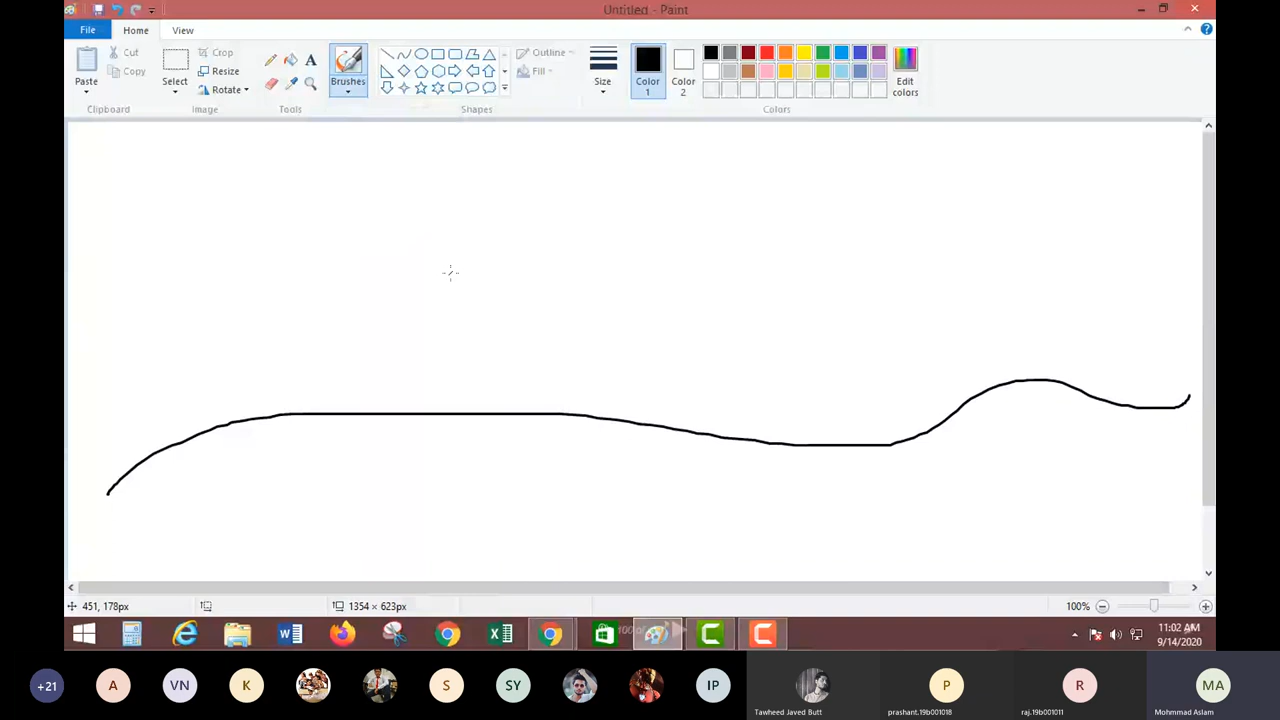 Untitled - Paint
File Home View
Cut
Copy
Paste
Clipboard
Select
Crop
Resize
Rotate
Image
Tools
Brushes
Outline
Fill
Shapes
Size
Color 1
Color 2
Edit colors
Colors
451, 178px
1354 × 623px
100%
11:02 AM
9/14/2020
+21 A VN K S SY IP P R MA
Tawheed Javed Butt prashant.19b001018 raj.19b001011 Mohmmad Aslam